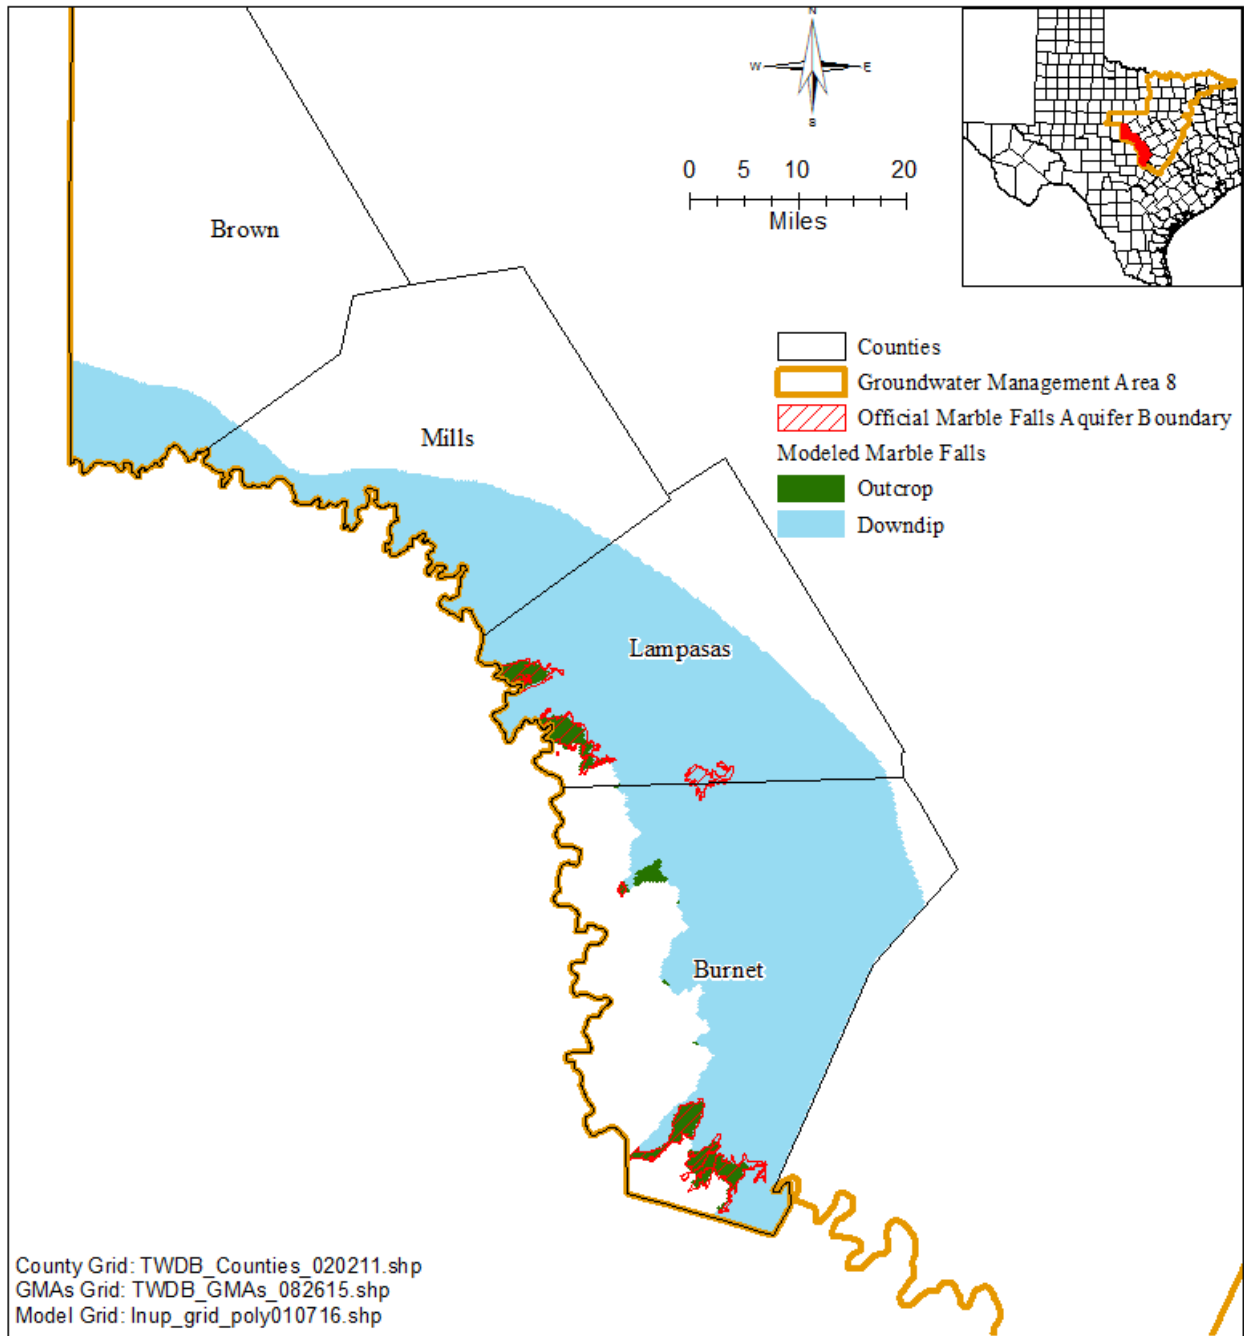 N
W E
S
0 5 10 20
Miles
Brown
Counties
Groundwater Management Area 8
Official Marble Falls Aquifer Boundary
Modeled Marble Falls
Outcrop
Downdip
Mills
Lampasas
Burnet
County Grid: TWDB_Counties_020211.shp
GMAs Grid: TWDB_GMAs_082615.shp
Model Grid: lnup_grid_poly010716.shp